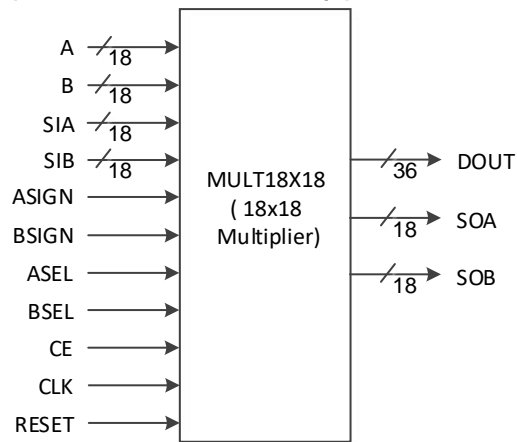 A
18
B
18
SIA
18
SIB
18
ASIGN
BSIGN
ASEL
BSEL
CE
CLK
RESET
MULT18X18
( 18x18
Multiplier)
36
DOUT
18
SOA
18
SOB